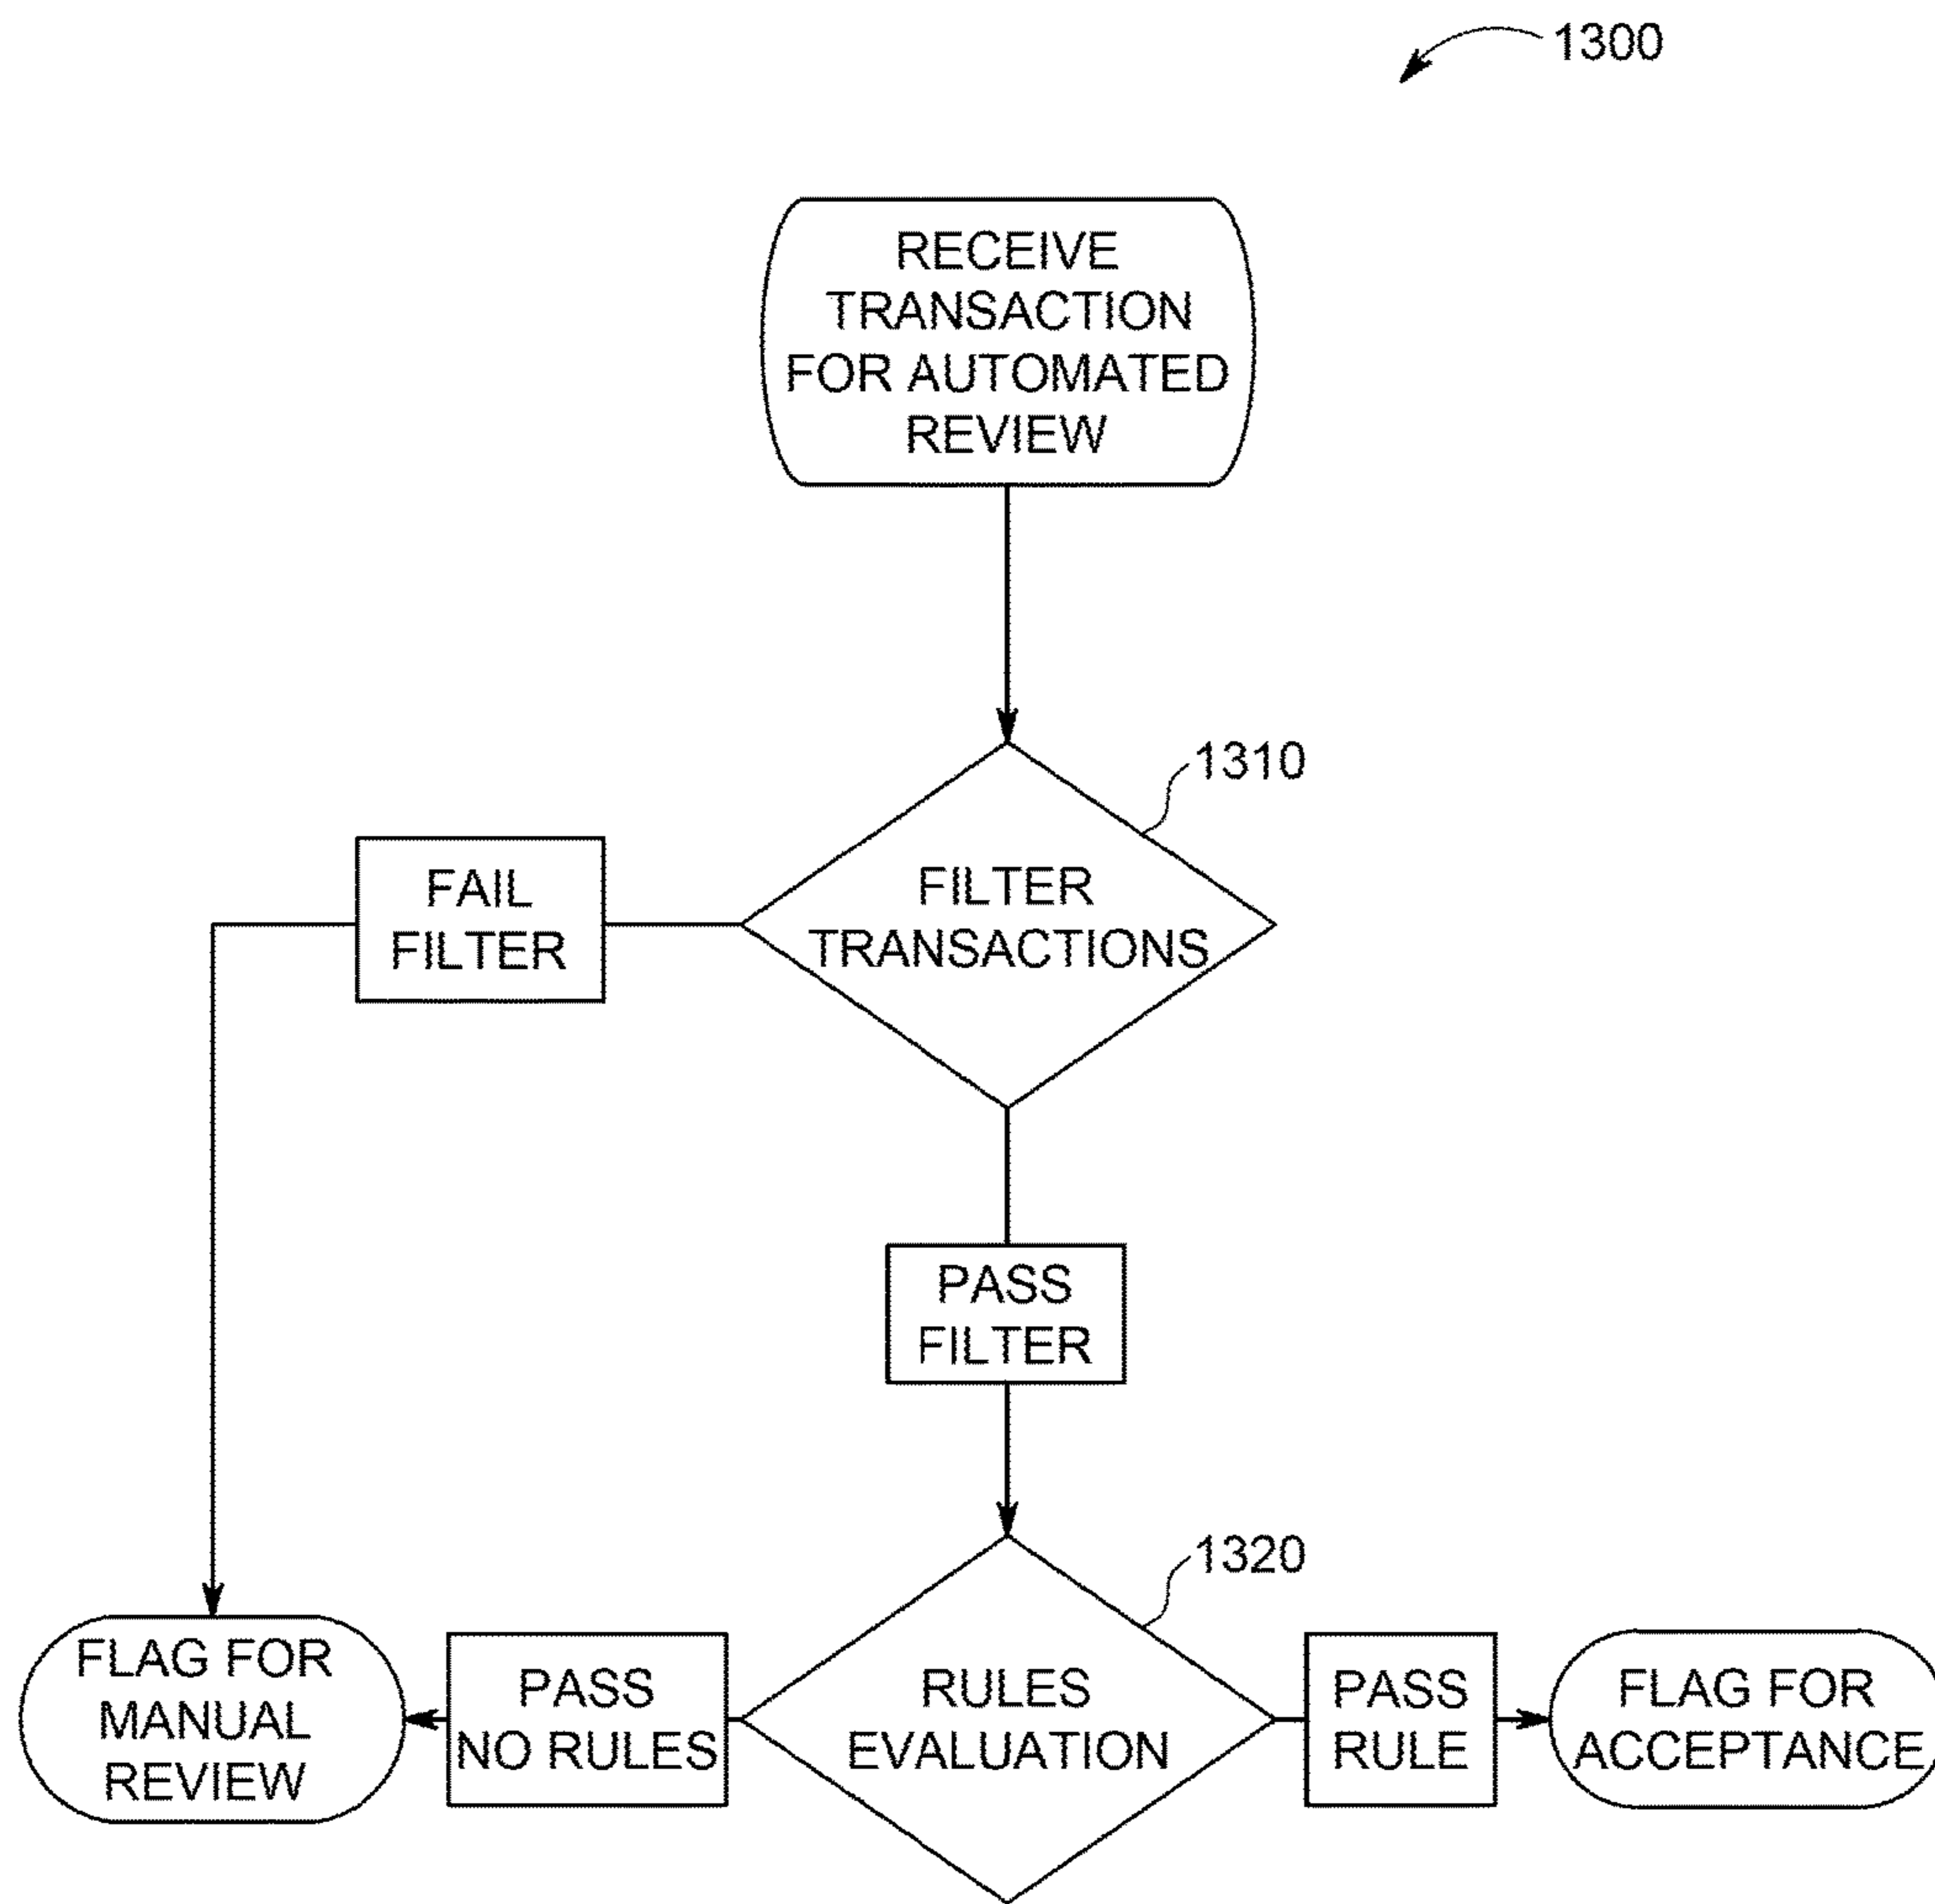 1300
RECEIVE
TRANSACTION
FOR AUTOMATED
REVIEW
1310
FAIL
FILTER
FILTER
TRANSACTIONS
PASS
FILTER
1320
FLAG FOR
MANUAL
REVIEW
PASS
NO RULES
RULES
EVALUATION
PASS
RULE
FLAG FOR
ACCEPTANCE